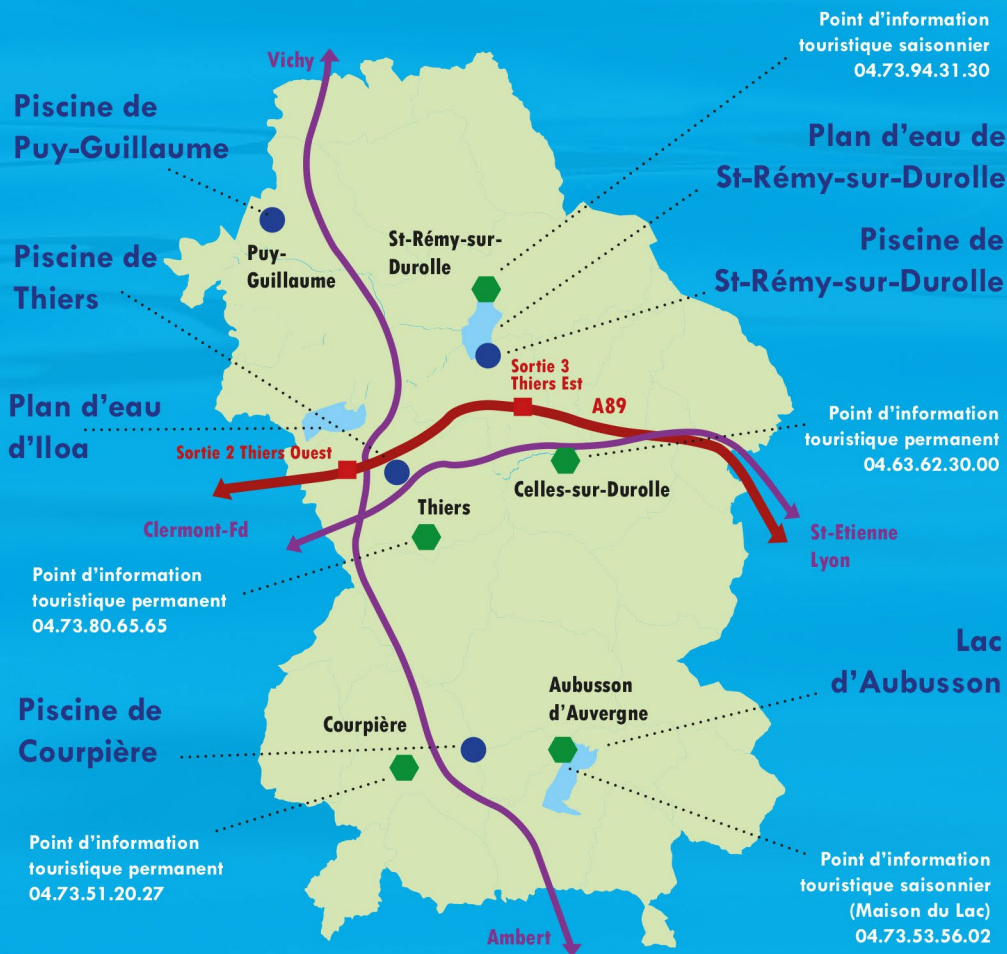 Point d'information
touristique saisonnier
04.73.94.31.30
Vichy
Piscine de
Puy-Guillaume
Plan d'eau de
St-Rémy-sur-Durolle
Piscine de
Thiers
Puy-
Guillaume
St-Rémy-sur-
Durolle
Piscine de
St-Rémy-sur-Durolle
Sortie 3
Thiers Est
A89
Plan d'eau
d'Iloa
Sortie 2 Thiers Ouest
Point d'information
touristique permanent
04.63.62.30.00
Celles-sur-Durolle
Thiers
Clermont-Fd
St-Etienne
Lyon
Point d'information
touristique permanent
04.73.80.65.65
Lac
d'Aubusson
Aubusson
d'Auvergne
Piscine de
Courpière
Courpière
Point d'information
touristique permanent
04.73.51.20.27
Point d'information
touristique saisonnier
(Maison du Lac)
04.73.53.56.02
Ambert